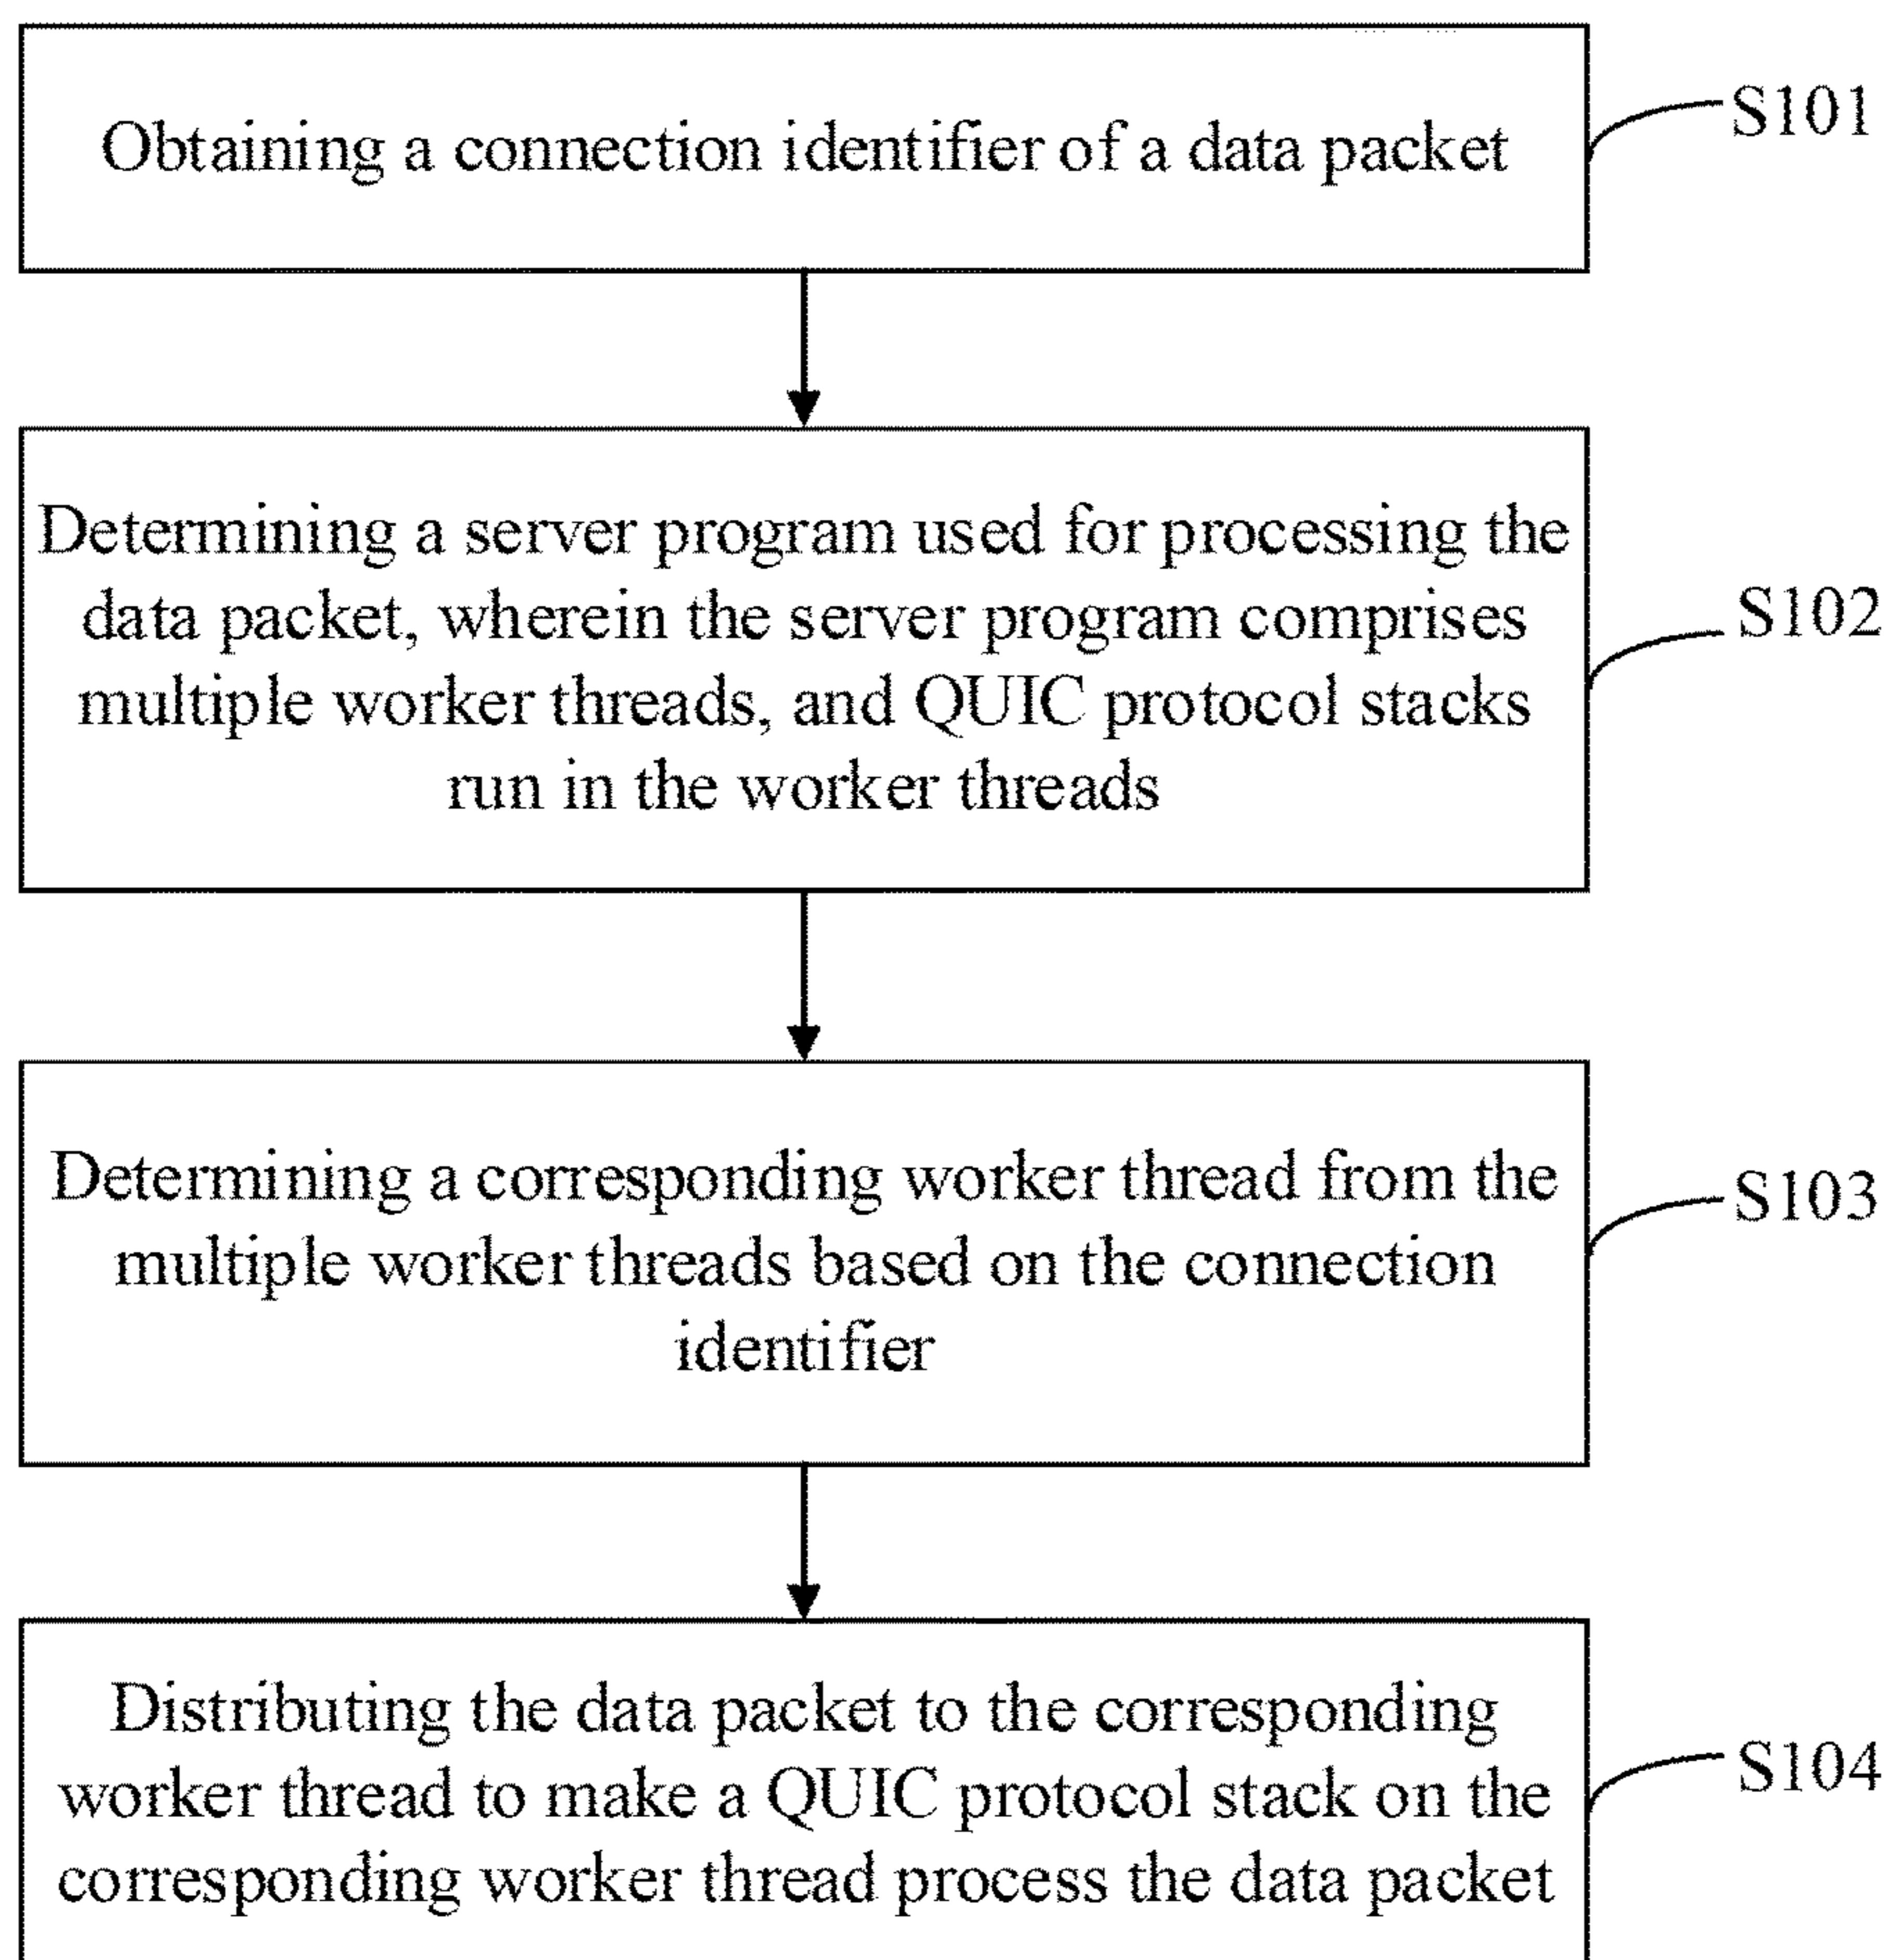 Obtaining a connection identifier of a data packet
S101
Determining a server program used for processing the
data packet, wherein the server program comprises
multiple worker threads, and QUIC protocol stacks
run in the worker threads
S102
Determining a corresponding worker thread from the
multiple worker threads based on the connection
identifier
S103
Distributing the data packet to the corresponding
worker thread to make a QUIC protocol stack on the
corresponding worker thread process the data packet
S104